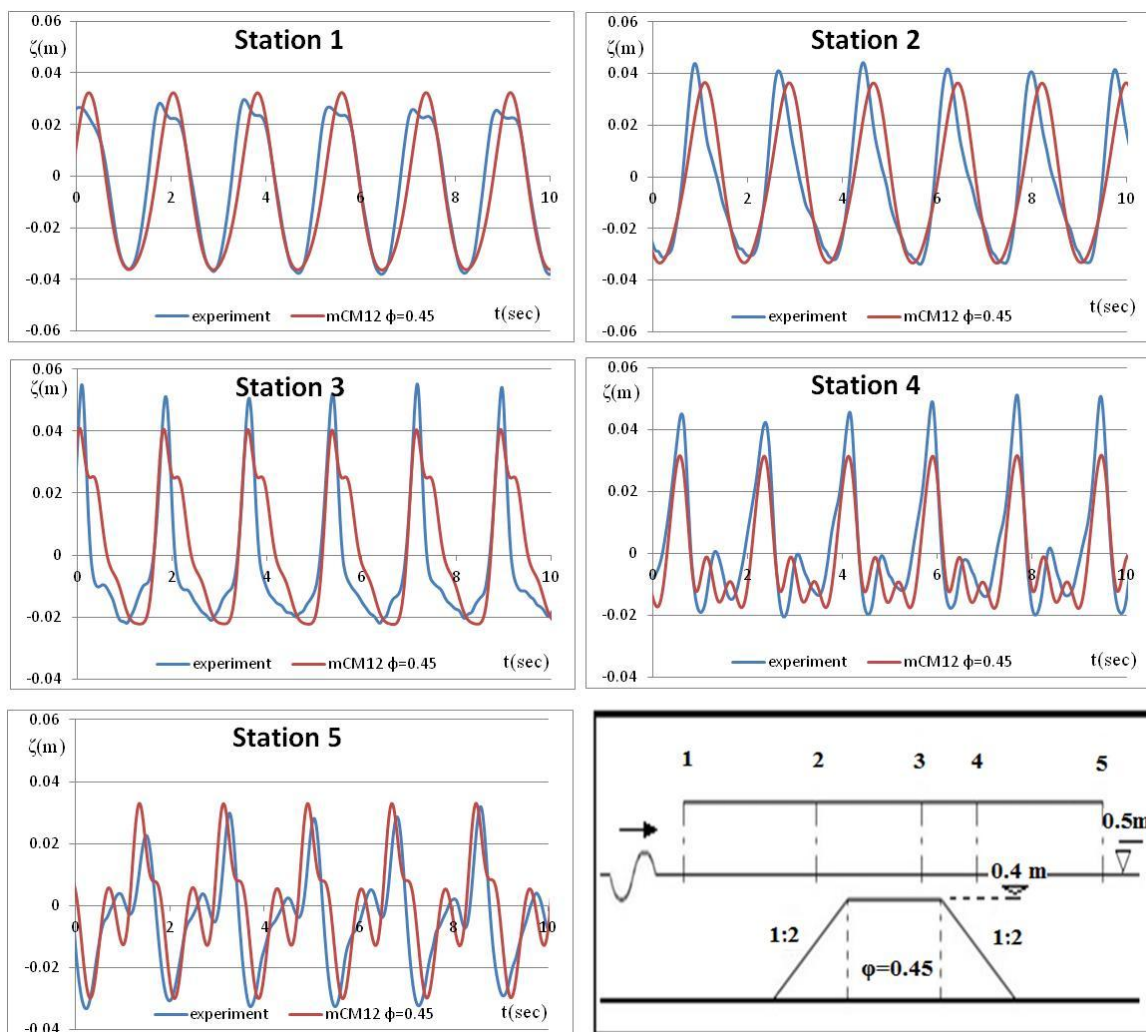 Station 1
ζ(m)
0.06
0.04
0.02
0
-0.02
-0.04
-0.06
0 2 4 6 8 10
t(sec)
experiment mCM12 ϕ=0.45
Station 2
ζ(m)
0.06
0.04
0.02
0
-0.02
-0.04
-0.06
0 2 4 6 8 10
t(sec)
experiment mCM12 ϕ=0.45
Station 3
ζ(m)
0.06
0.04
0.02
0
-0.02
-0.04
0 2 4 6 8 10
t(sec)
experiment mCM12 ϕ=0.45
Station 4
ζ(m)
0.06
0.04
0.02
0
-0.02
-0.04
0 2 4 6 8 10
t(sec)
experiment mCM12 ϕ=0.45
Station 5
ζ(m)
0.06
0.04
0.02
0
-0.02
-0.04
0 2 4 6 8 10
t(sec)
experiment mCM12 ϕ=0.45
1 2 3 4 5
0.5m
0.4 m
1:2 1:2
φ=0.45